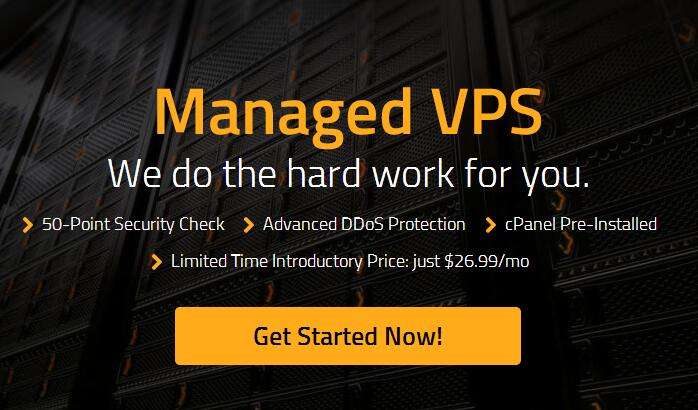 Managed VPS
We do the hard work for you.
50-Point Security Check Advanced DDoS Protection cPanel Pre-Installed
Limited Time Introductory Price: just $26.99/mo
Get Started Now!